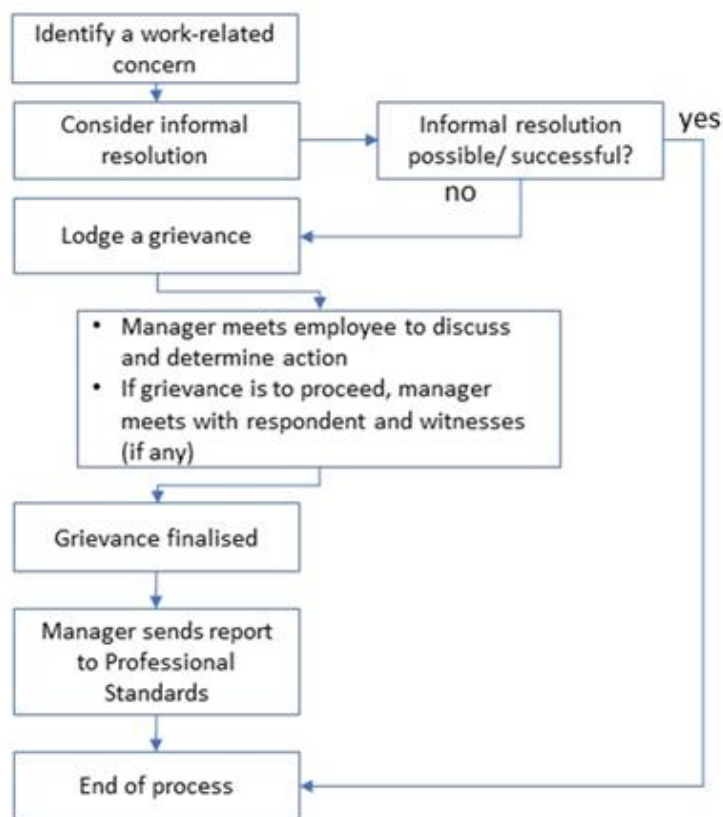 Identify a work-related
concern
Consider informal
resolution
Informal resolution
possible/ successful?
yes
no
Lodge a grievance
• Manager meets employee to discuss
and determine action
• If grievance is to proceed, manager
meets with respondent and witnesses
(if any)
Grievance finalised
Manager sends report
to Professional
Standards
End of process